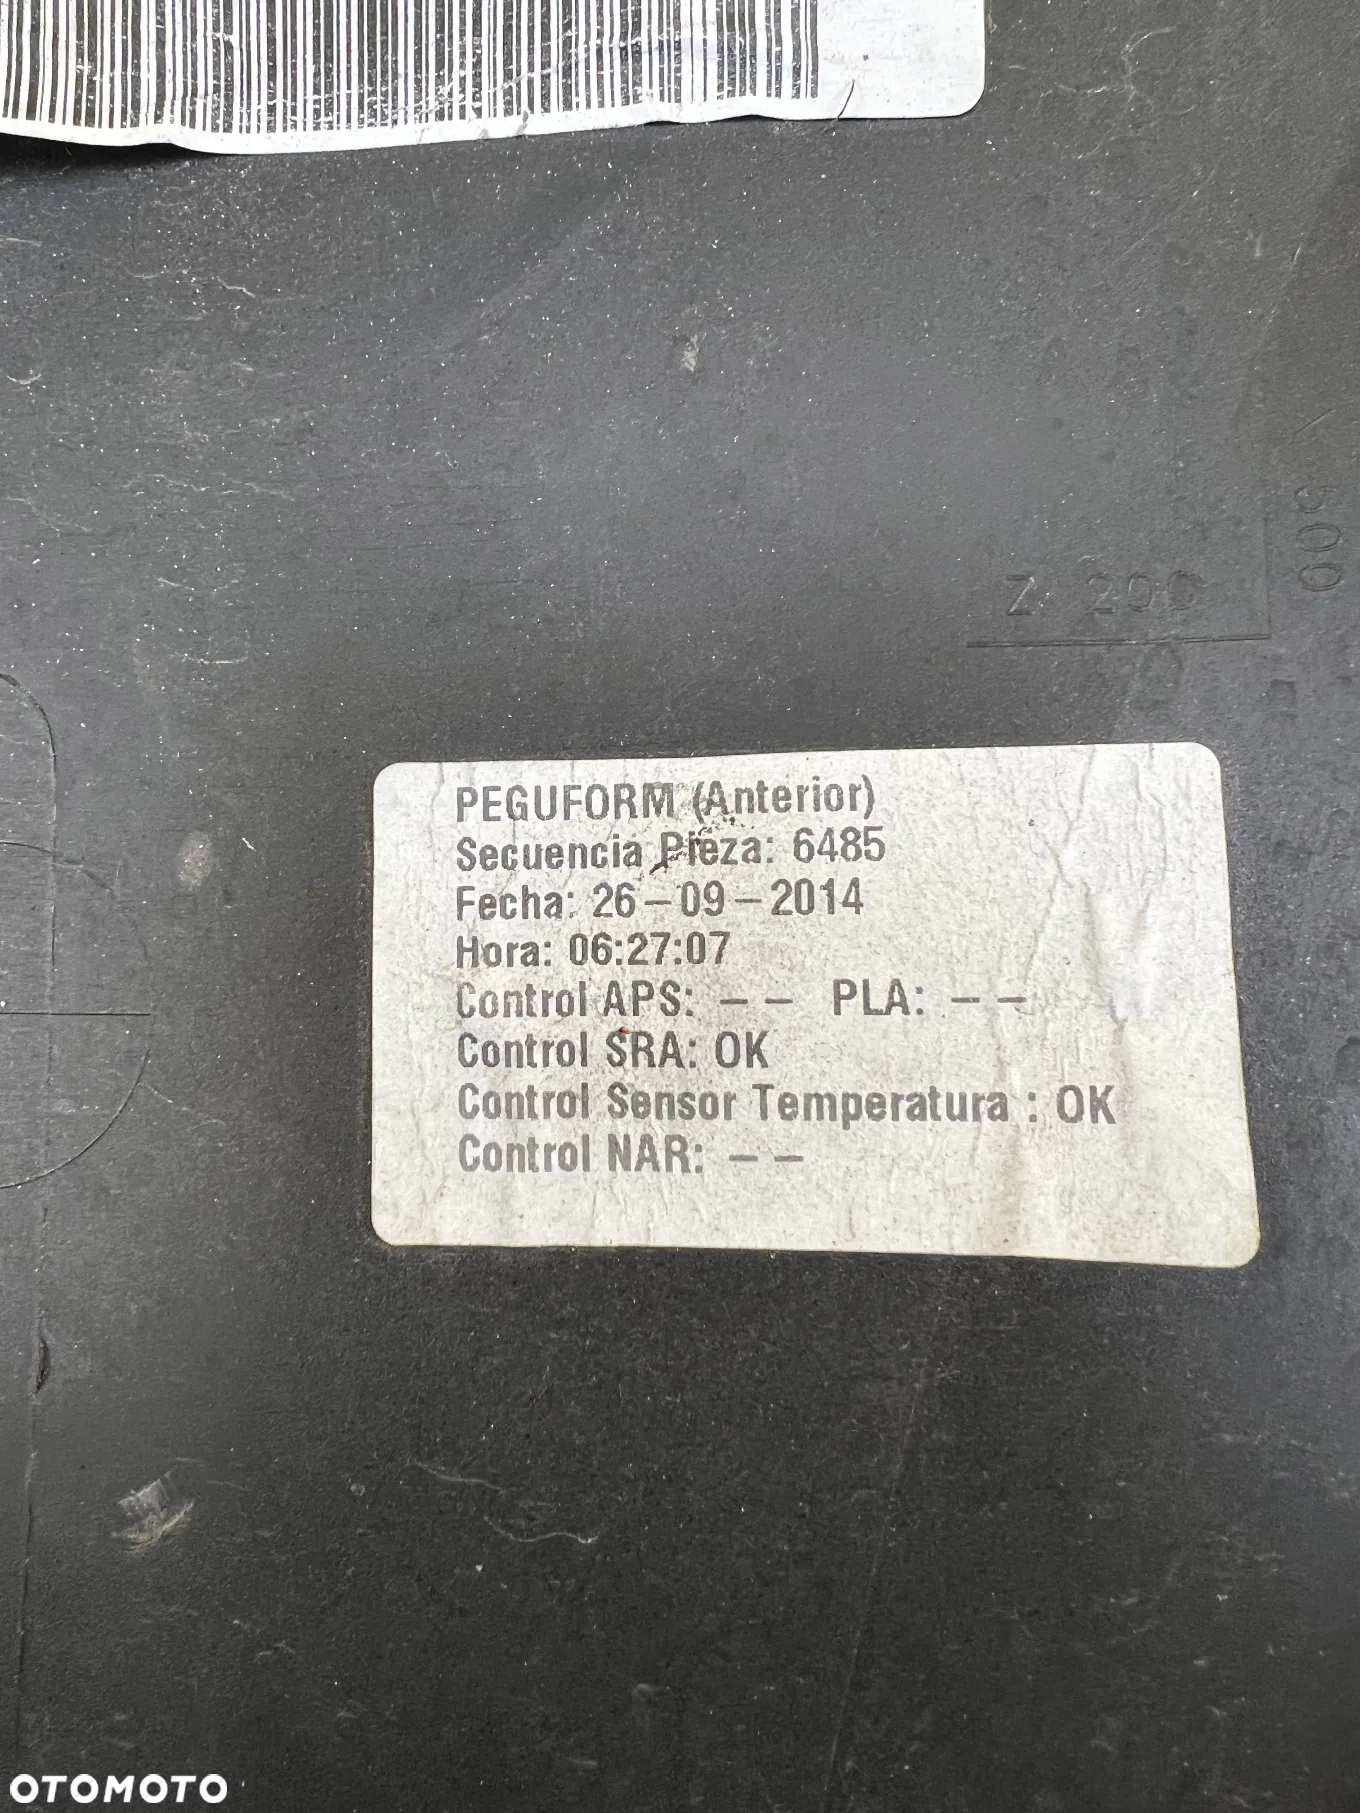 500
Z 200
PEGUFORM (Anterior)
Secuencia Pieza: 6485
Fecha: 26-09-2014
Hora: 06:27:07
Control APS: -- PLA: --
Control SRA: OK
Control Sensor Temperatura : OK
Control NAR: --
OTOMOTO